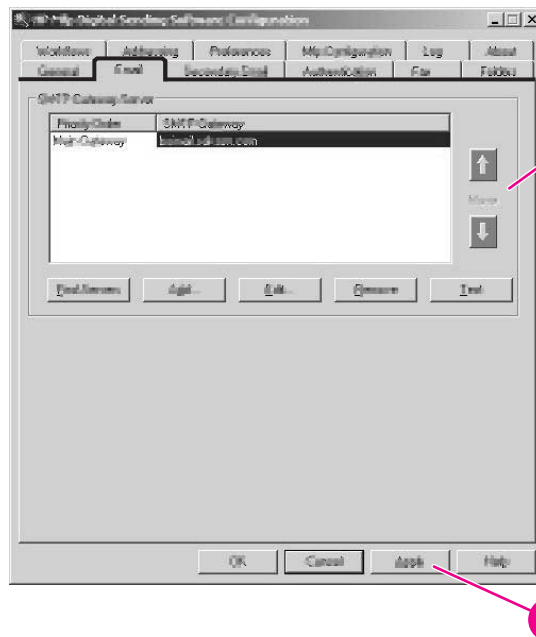 HP Mfp Digital Sending Software Configuration
Workflows Addressing Preferences Mfp Configuration Log About
General Email Secondary Email Authentication Fax Folders
SMTP Gateway Server
Priority Order SMTP Gateway
Main Gateway
Move
Find Servers Add... Edit... Remove Test
OK Cancel Apply Help